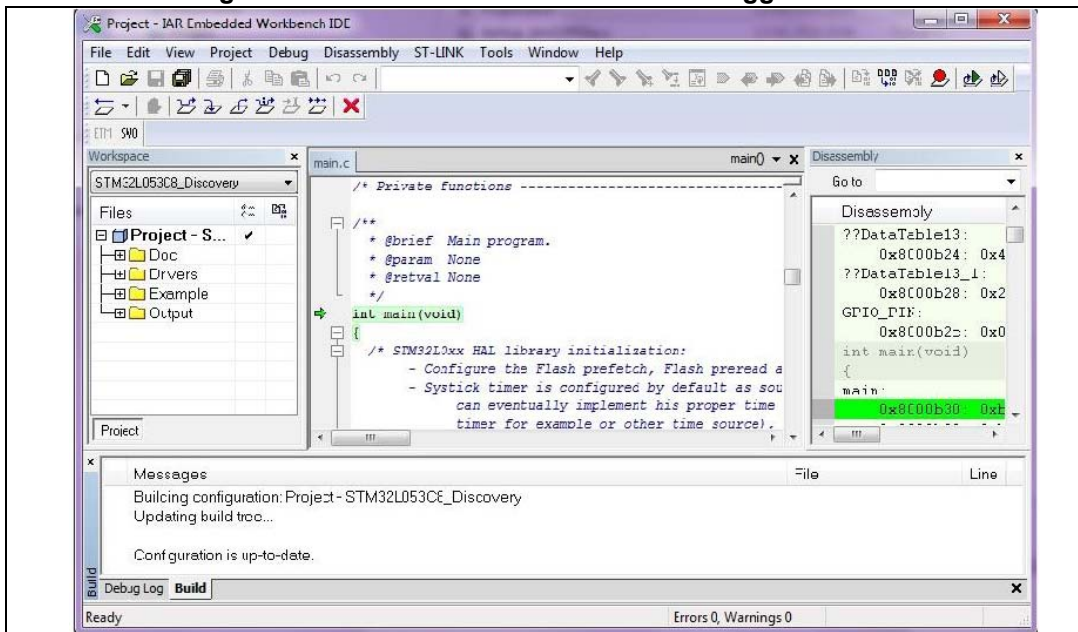 Project - IAR Embedded Workbench IDE
File Edit View Project Debug Disassembly ST-LINK Tools Window Help
ETM SWO
Workspace
STM32L053C8_Discovery
Files
Project - S...
Doc
Drivers
Example
Output
Project
main.c
main()
/* Private functions
/**
* @brief Main program.
* @param None
* @retval None
*/
int main(void)
{
/* STM32L0xx HAL library initialization:
- Configure the Flash prefetch, Flash preread a
- Systick timer is configured by default as sou
can eventually implement his proper time
timer for example or other time source),
Disassembly
Go to
Disassembly
??DataTable13:
0x8000b24: 0x4
??DataTable13_1:
0x8000b28: 0x2
GPIO_PIN:
0x8000b2c: 0x0
int main(void)
{
main:
0x8000b30: 0xb
Messages File Line
Building configuration: Project - STM32L053C8_Discovery
Updating build tree...
Configuration is up-to-date.
Build
Debug Log Build
Ready Errors 0, Warnings 0